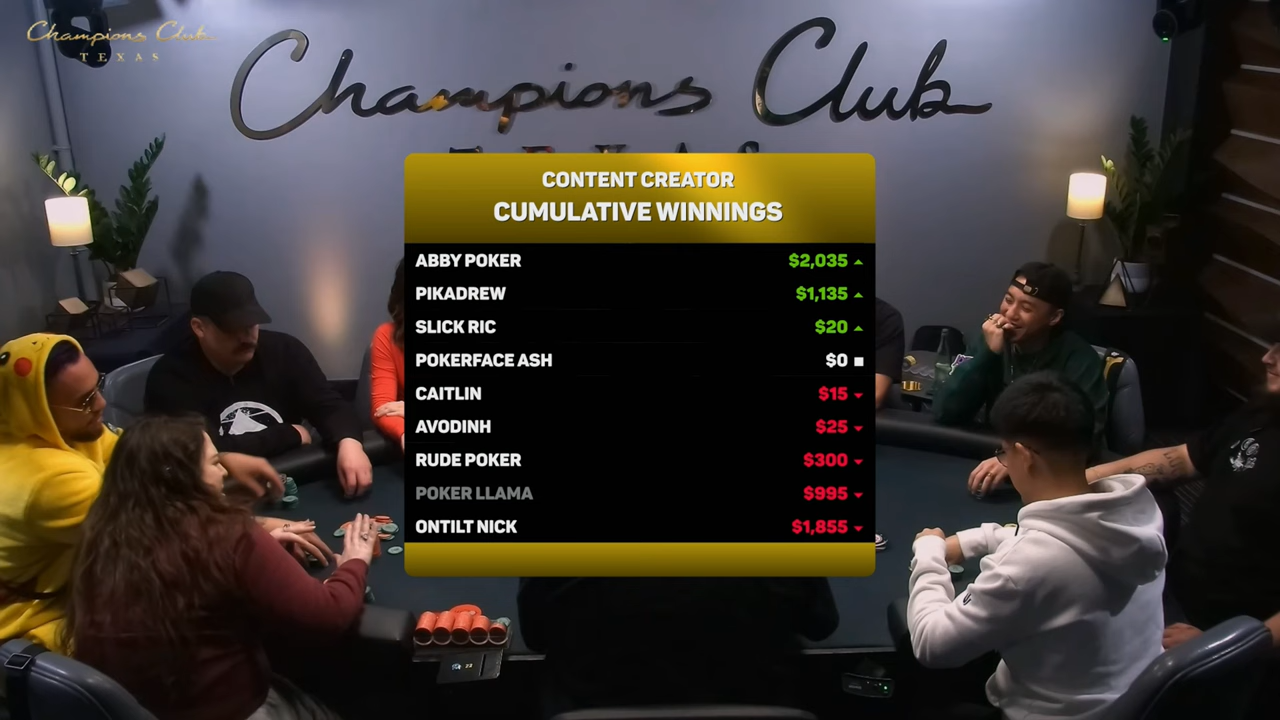 Champions Club
TEXAS
Champions Club
CONTENT CREATOR
CUMULATIVE WINNINGS
ABBY POKER $2,035
PIKADREW $1,135
SLICK RIC $20
POKERFACE ASH $0
CAITLIN $15
AVODINH $25
RUDE POKER $300
POKER LLAMA $995
ONTILT NICK $1,855